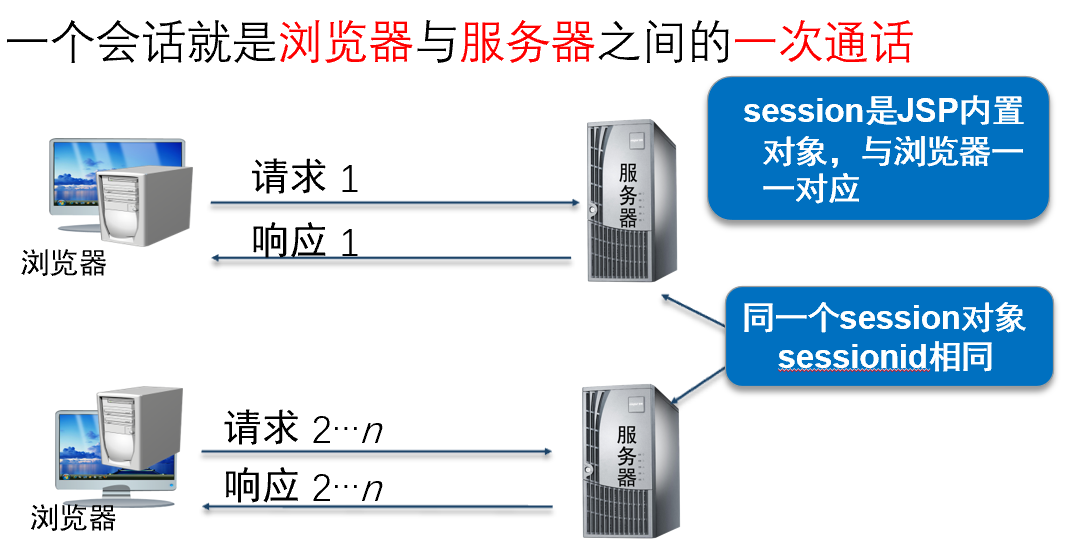 一个会话就是浏览器与服务器之间的一次通话
session是JSP内置
对象，与浏览器一
一对应
请求 1
服
务
器
响应 1
浏览器
同一个session对象
sessionid相同
请求 2…n
服
务
器
响应 2…n
浏览器